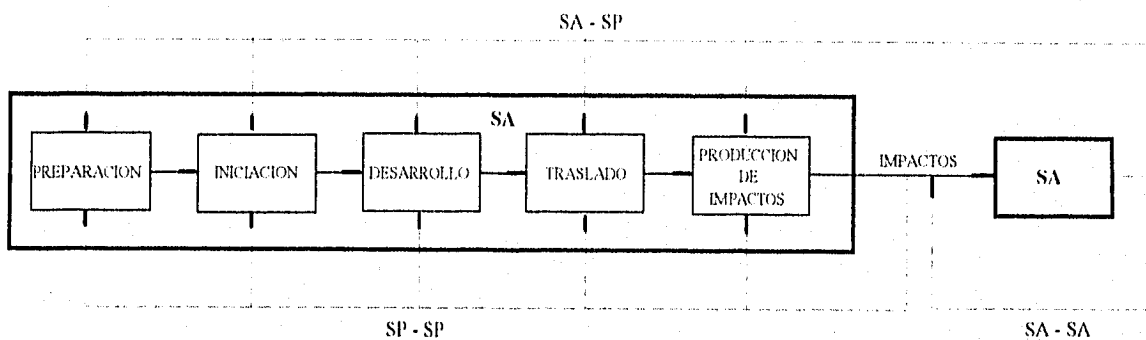 SA - SP
SA
PREPARACION
INICIACION
DESARROLLO
TRASLADO
PRODUCCION
DE
IMPACTOS
IMPACTOS
SA
SP - SP
SA - SA